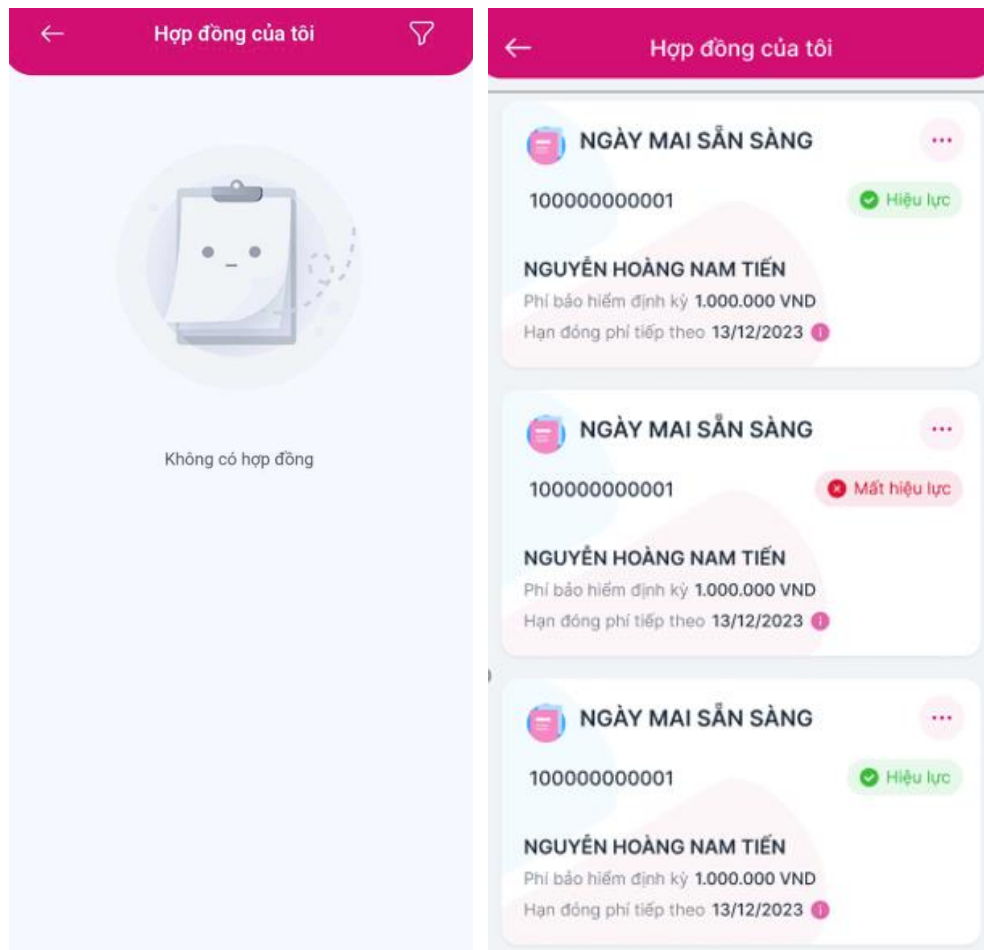 Hợp đồng của tôi
Không có hợp đồng
Hợp đồng của tôi
NGÀY MAI SẴN SÀNG
100000000001
Hiệu lực
NGUYỄN HOÀNG NAM TIẾN
Phí bảo hiểm định kỳ 1.000.000 VND
Hạn đóng phí tiếp theo 13/12/2023
NGÀY MAI SẴN SÀNG
100000000001
Mất hiệu lực
NGUYỄN HOÀNG NAM TIẾN
Phí bảo hiểm định kỳ 1.000.000 VND
Hạn đóng phí tiếp theo 13/12/2023
NGÀY MAI SẴN SÀNG
100000000001
Hiệu lực
NGUYỄN HOÀNG NAM TIẾN
Phí bảo hiểm định kỳ 1.000.000 VND
Hạn đóng phí tiếp theo 13/12/2023